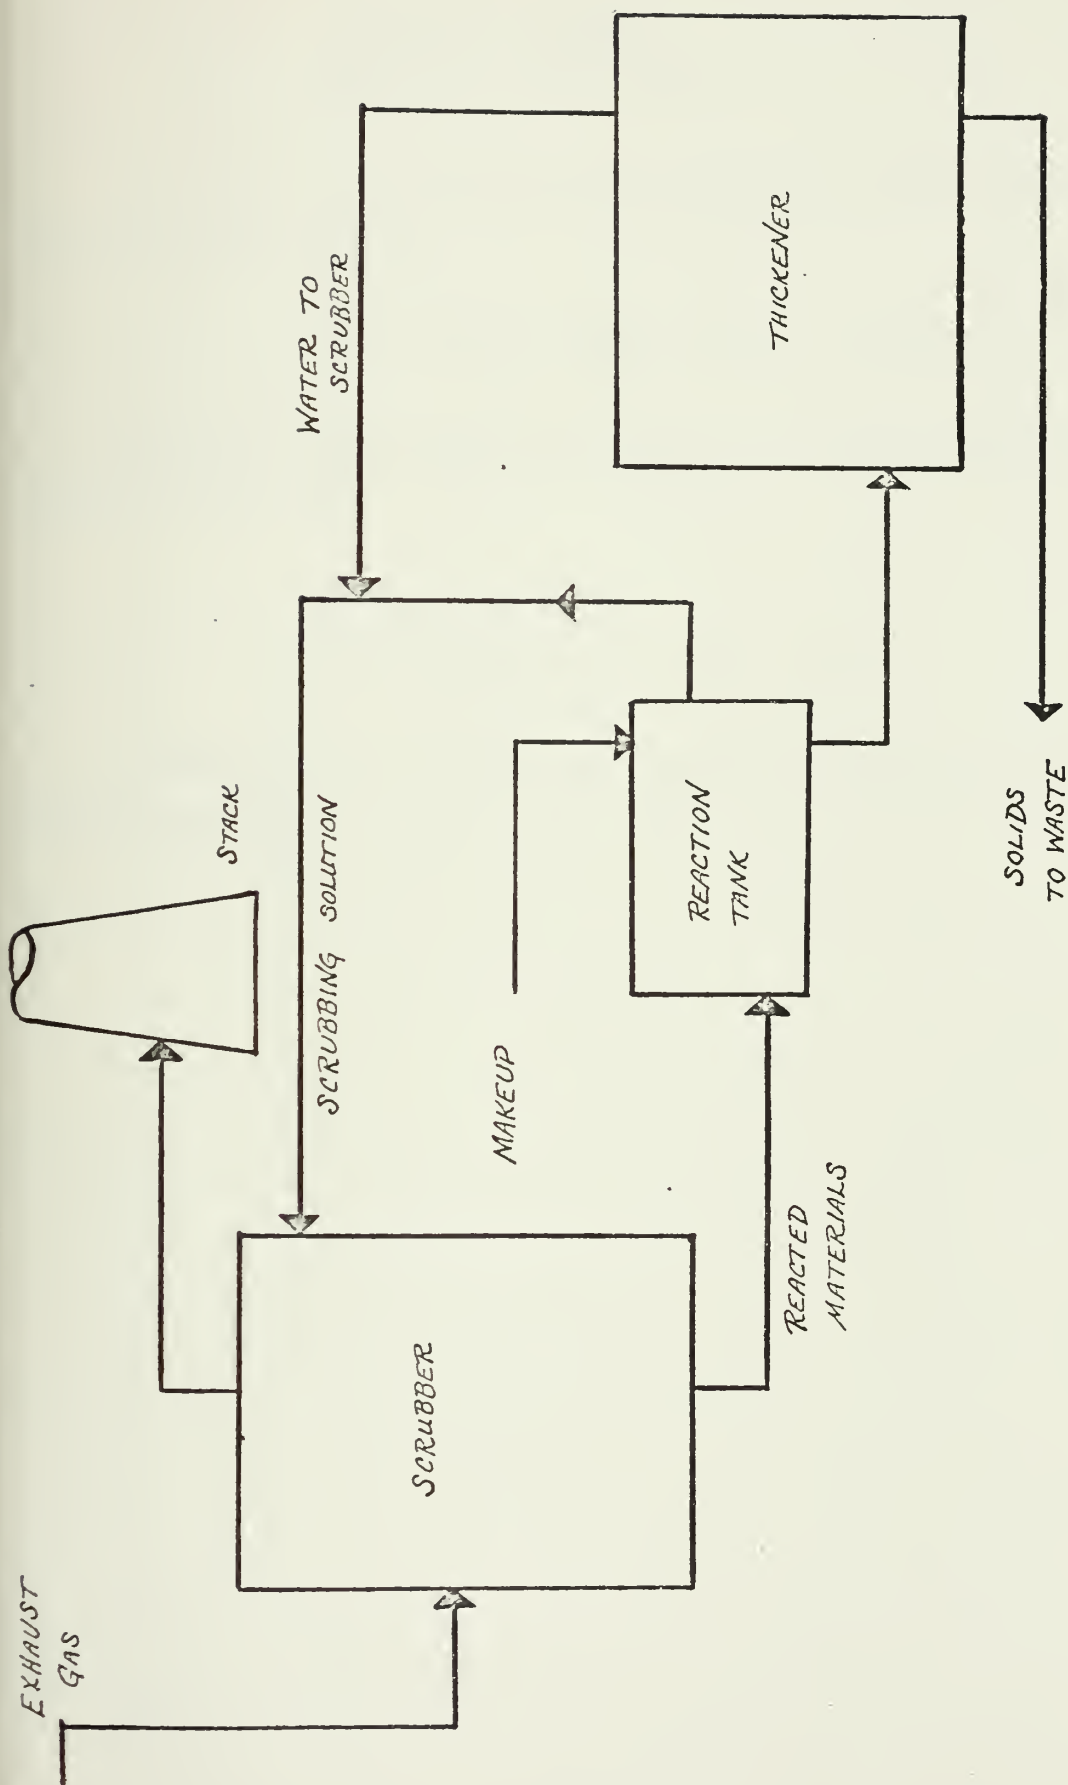 EXHAUST
GAS
SCRUBBER
STACK
SCRUBBING SOLUTION
WATER TO
SCRUBBER
MAKEUP
REACTED
MATERIALS
REACTION
TANK
THICKENER
SOLIDS
TO WASTE